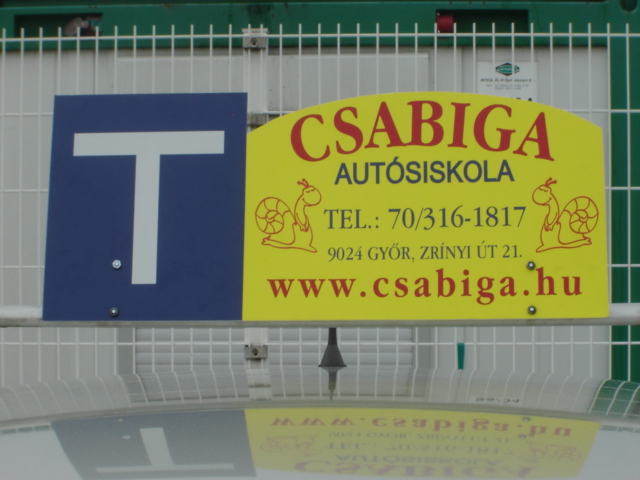 T
CSABIGA
AUTÓSISKOLA
TEL.: 70/316-1817
9024 GYŐR, ZRÍNYI ÚT 21.
www.csabiga.hu